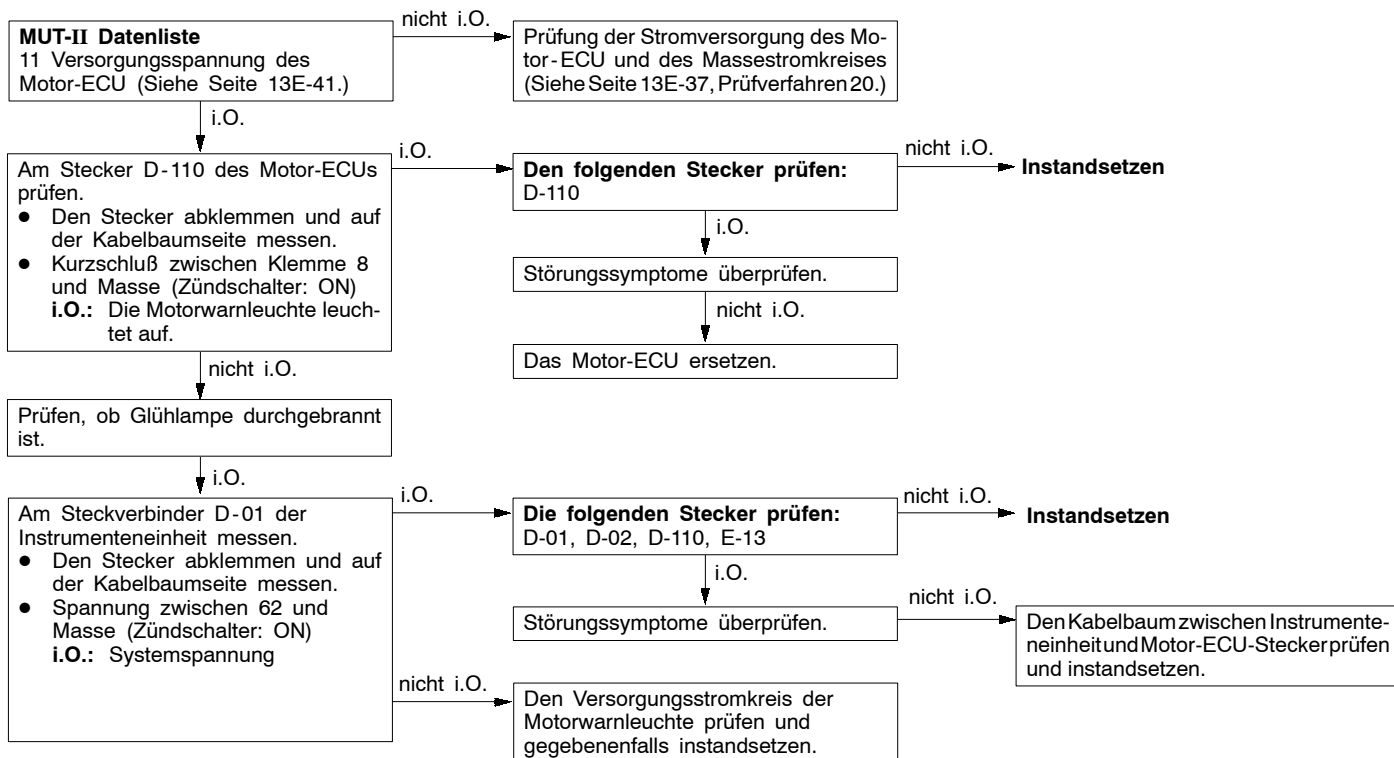 nicht i.O.
MUT-II Datenliste
11 Versorgungsspannung des
Motor-ECU (Siehe Seite 13E-41.)
Prüfung der Stromversorgung des Mo-
tor-ECU und des Massestromkreises
(Siehe Seite 13E-37, Prüfverfahren 20.)
i.O.
Am Stecker D-110 des Motor-ECUs
prüfen.
● Den Stecker abklemmen und auf
der Kabelbaumseite messen.
● Kurzschluß zwischen Klemme 8
und Masse (Zündschalter: ON)
i.O.: Die Motorwarnleuchte leuch-
tet auf.
i.O.
Den folgenden Stecker prüfen:
D-110
nicht i.O.
Instandsetzen
i.O.
Störungssymptome überprüfen.
nicht i.O.
Das Motor-ECU ersetzen.
nicht i.O.
Prüfen, ob Glühlampe durchgebrannt
ist.
i.O.
Am Steckverbinder D-01 der
Instrumenteneinheit messen.
● Den Stecker abklemmen und auf
der Kabelbaumseite messen.
● Spannung zwischen 62 und
Masse (Zündschalter: ON)
i.O.: Systemspannung
i.O.
Die folgenden Stecker prüfen:
D-01, D-02, D-110, E-13
nicht i.O.
Instandsetzen
i.O.
Störungssymptome überprüfen.
nicht i.O.
Den Kabelbaum zwischen Instrumente-
neinheit und Motor-ECU-Stecker prüfen
und instandsetzen.
nicht i.O.
Den Versorgungsstromkreis der
Motorwarnleuchte prüfen und
gegebenenfalls instandsetzen.